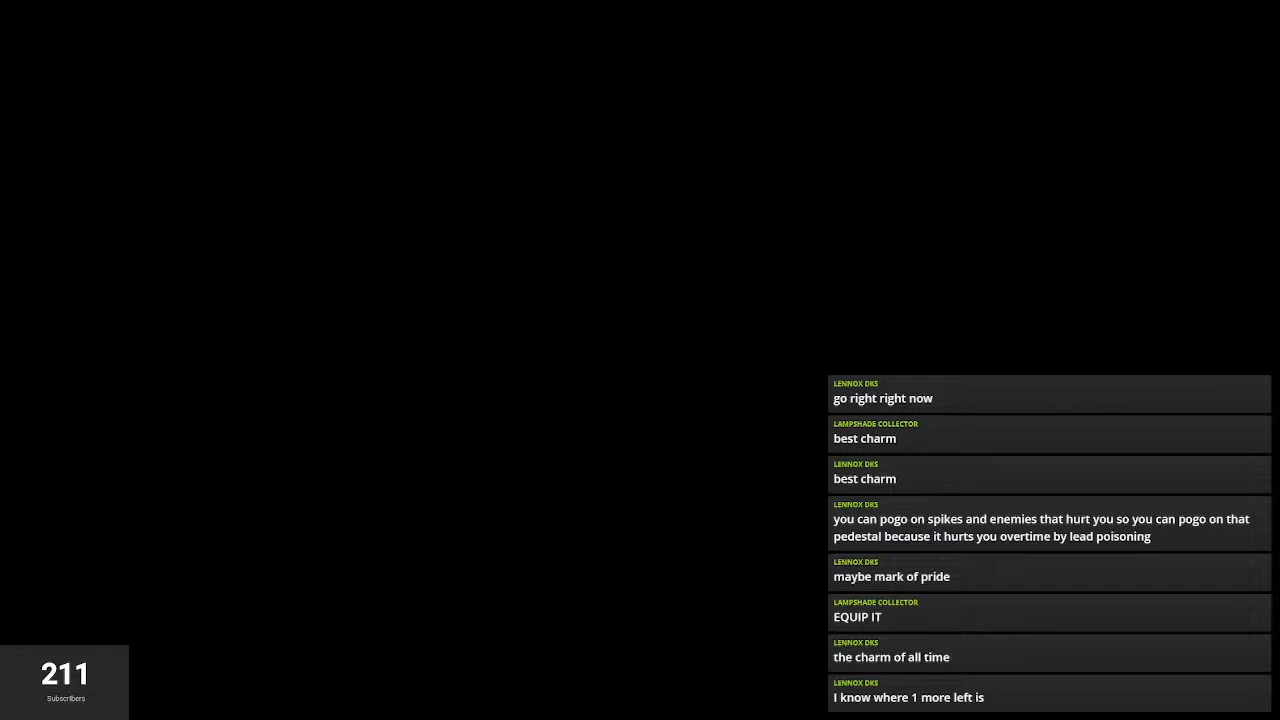 LENNOX DKS
go right right now
LAMPSHADE COLLECTOR
best charm
LENNOX DKS
best charm
LENNOX DKS
you can pogo on spikes and enemies that hurt you so you can pogo on that
pedestal because it hurts you overtime by lead poisoning
LENNOX DKS
maybe mark of pride
LAMPSHADE COLLECTOR
EQUIP IT
LENNOX DKS
the charm of all time
LENNOX DKS
I know where 1 more left is
211
Subscribers